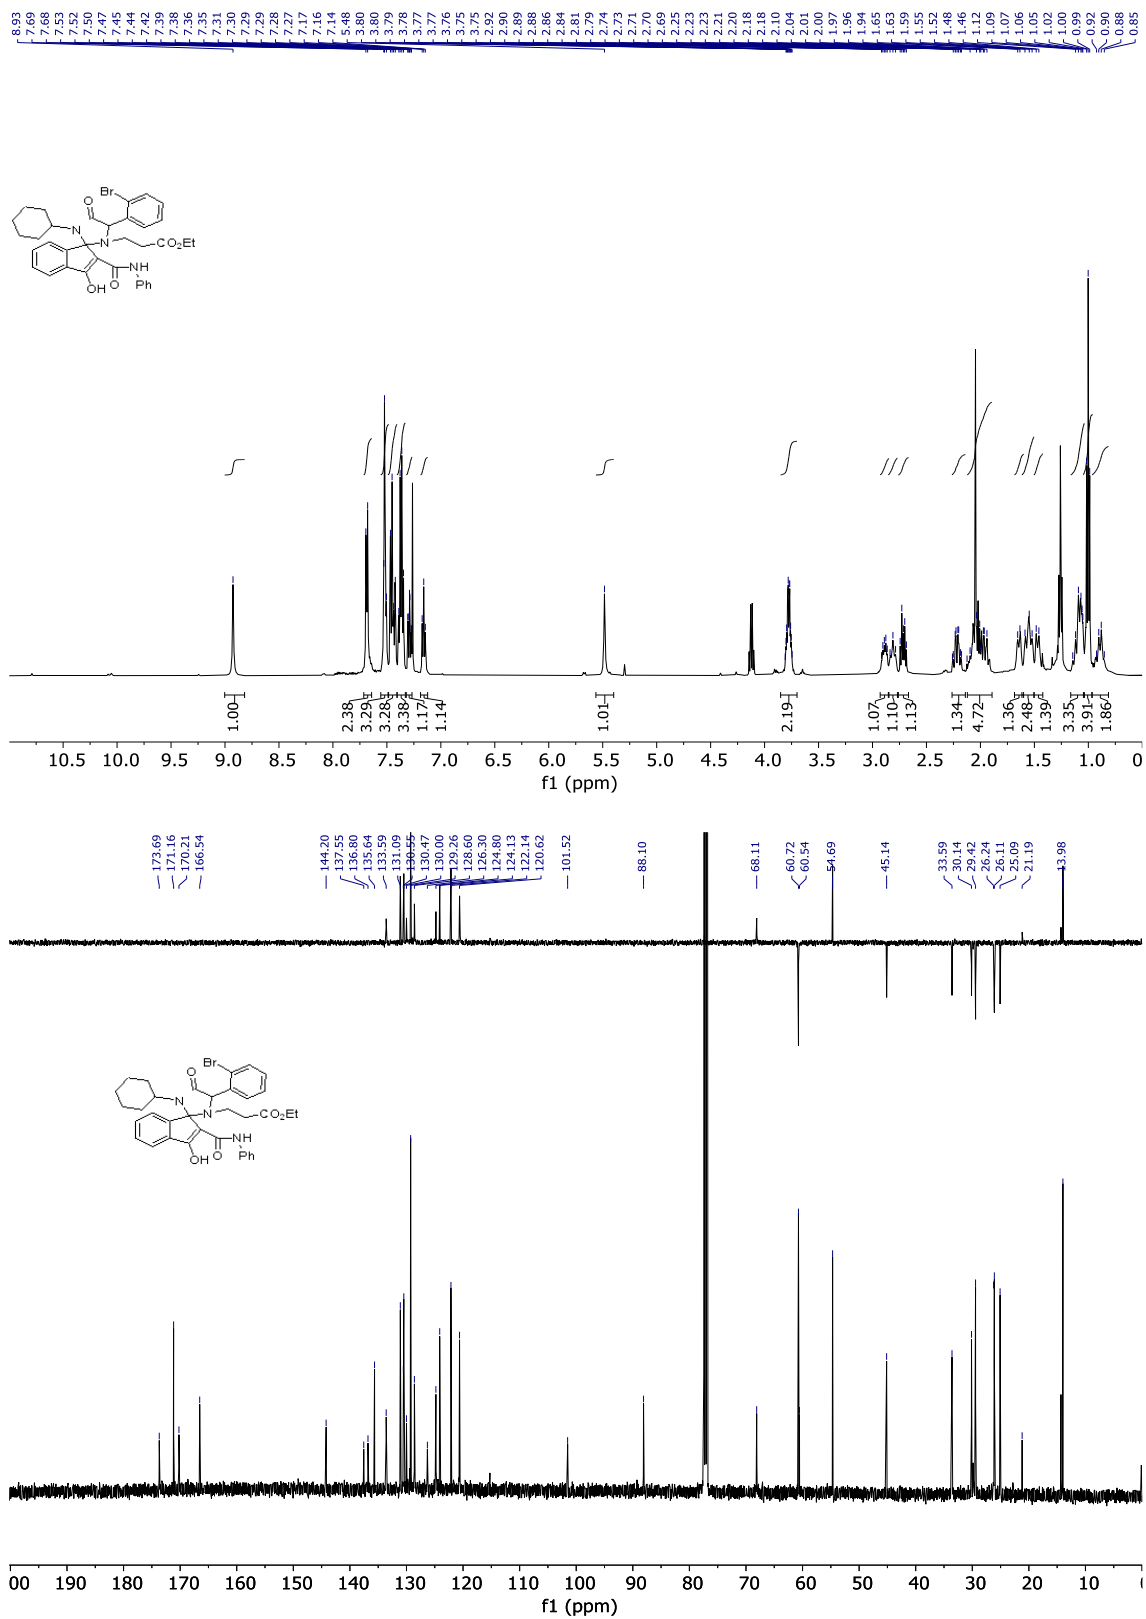 8.93 7.69 7.68 7.53 7.52 7.50 7.47 7.45 7.44 7.42 7.39 7.38 7.36 7.35 7.31 7.30 7.29 7.29 7.28 7.27 7.17 7.16 7.14 5.48 3.80 3.80 3.79 3.78 3.77 3.77 3.76 3.75 3.75 2.92 2.90 2.89 2.88 2.86 2.84 2.81 2.79 2.74 2.73 2.71 2.70 2.69 2.25 2.23 2.23 2.21 2.20 2.18 2.18 2.10 2.04 2.01 2.00 1.97 1.96 1.94 1.65 1.63 1.59 1.55 1.52 1.48 1.46 1.12 1.09 1.07 1.06 1.05 1.02 1.00 0.99 0.92 0.90 0.88 0.85
Br
O
N
N
CO₂Et
NH
O
OH
Ph
1.00 2.38 3.29 3.28 3.38 1.17 1.14 1.01 2.19 1.07 1.10 1.13 1.34 4.72 1.36 2.48 1.39 3.35 3.91 1.86
10.5 10.0 9.5 9.0 8.5 8.0 7.5 7.0 6.5 6.0 5.5 5.0 4.5 4.0 3.5 3.0 2.5 2.0 1.5 1.0 0
f1 (ppm)
173.69 171.16 170.21 166.54 144.20 137.55 136.80 135.64 133.59 131.09 130.55 130.47 130.00 129.26 128.60 126.30 124.80 124.13 122.14 120.62 101.52 88.10 68.11 60.72 60.54 54.69 45.14 33.59 30.14 29.42 26.24 26.11 25.09 21.19 13.98
Br
O
N
N
CO₂Et
NH
O
OH
Ph
00 190 180 170 160 150 140 130 120 110 100 90 80 70 60 50 40 30 20 10
f1 (ppm)